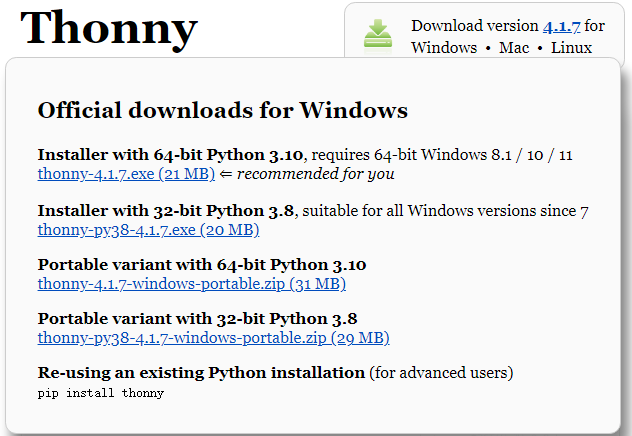 Thonny
Download version 4.1.7 for
Windows • Mac • Linux
Official downloads for Windows
Installer with 64-bit Python 3.10, requires 64-bit Windows 8.1 / 10 / 11
thonny-4.1.7.exe (21 MB) ⇐ recommended for you
Installer with 32-bit Python 3.8, suitable for all Windows versions since 7
thonny-py38-4.1.7.exe (20 MB)
Portable variant with 64-bit Python 3.10
thonny-4.1.7-windows-portable.zip (31 MB)
Portable variant with 32-bit Python 3.8
thonny-py38-4.1.7-windows-portable.zip (29 MB)
Re-using an existing Python installation (for advanced users)
pip install thonny